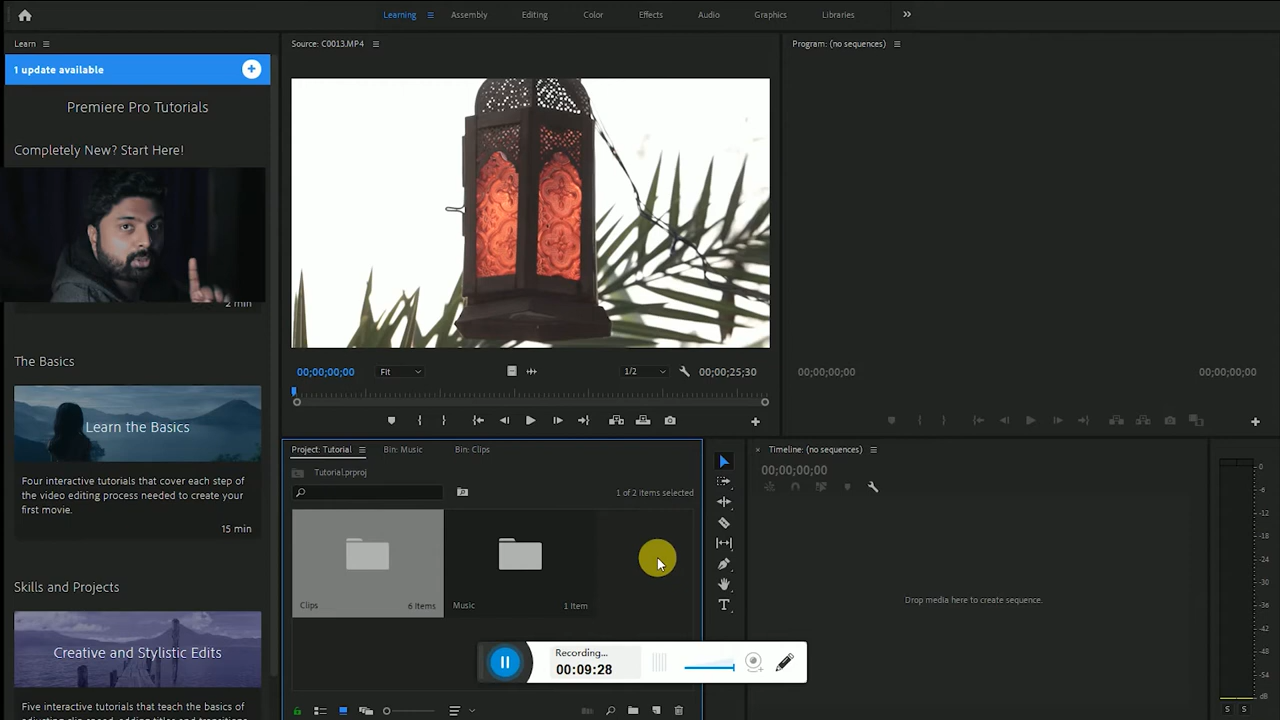 Learning
Assembly
Editing
Color
Effects
Audio
Graphics
Libraries
Learn
Source: C0013.MP4
Program: (no sequences)
1 update available
Premiere Pro Tutorials
Completely New? Start Here!
2 min
The Basics
Learn the Basics
Four interactive tutorials that cover each step of
the video editing process needed to create your
first movie.
15 min
Skills and Projects
Creative and Stylistic Edits
Five interactive tutorials that teach the basics of
00;00;00;00
Fit
1/2
00;00;25;30
00;00;00;00
00;00;00;00
Project: Tutorial
Bin: Music
Bin: Clips
Tutorial.prproj
1 of 2 items selected
Clips
6 Items
Music
1 Item
Timeline: (no sequences)
00;00;00;00
Drop media here to create sequence.
Recording...
00:09:28
0
-6
-12
-18
-24
-30
-36
-42
-48
-54
dB
S
S